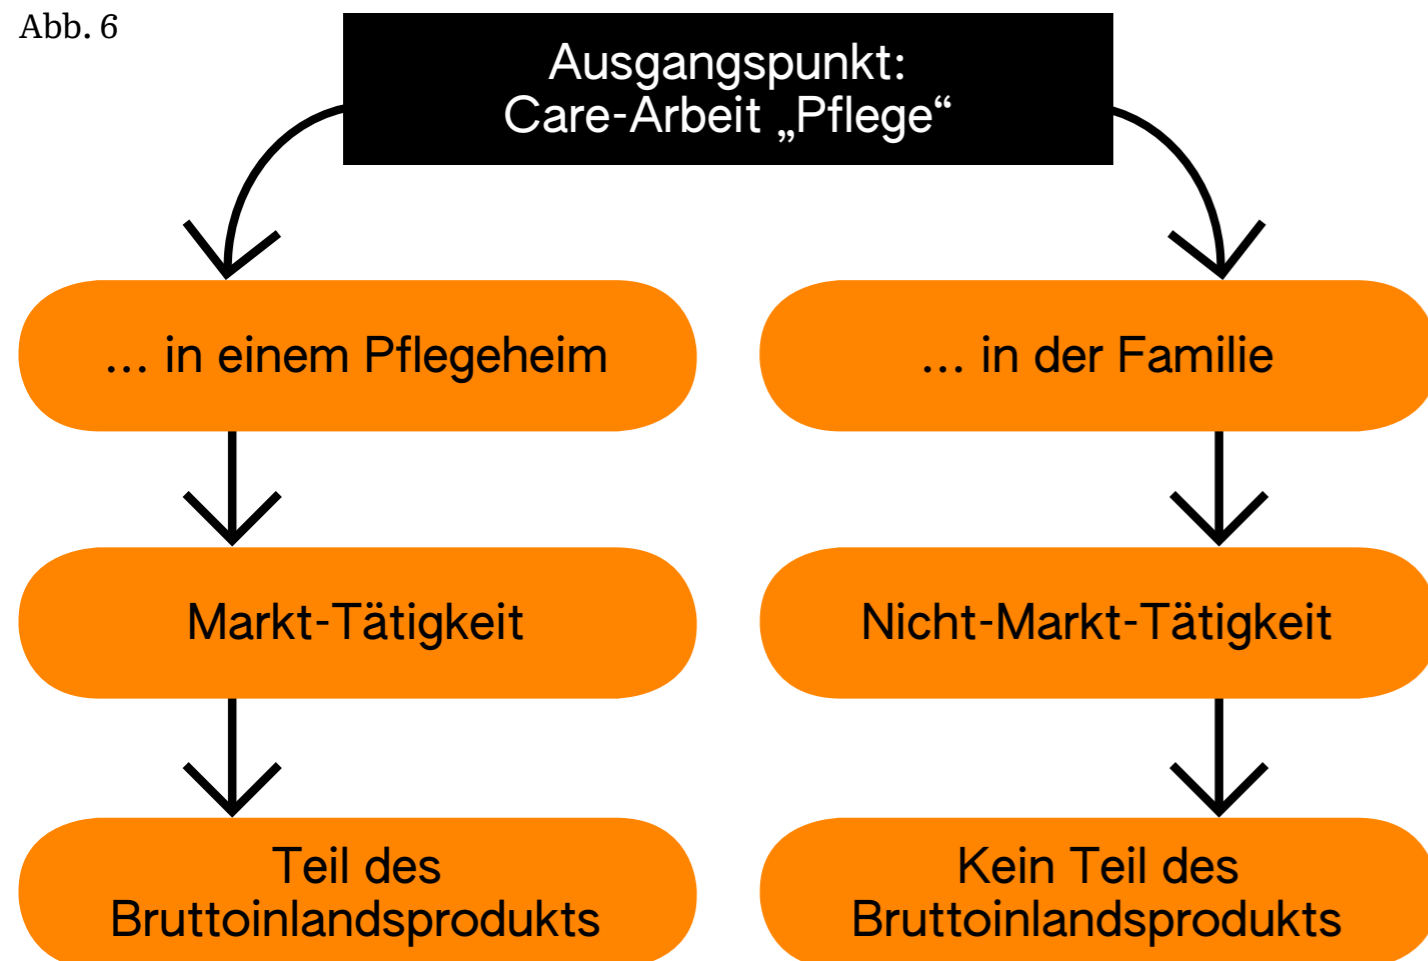 Abb. 6
Ausgangspunkt:
Care-Arbeit „Pflege“
... in einem Pflegeheim
... in der Familie
Markt-Tätigkeit
Nicht-Markt-Tätigkeit
Teil des
Bruttoinlandsprodukts
Kein Teil des
Bruttoinlandsprodukts